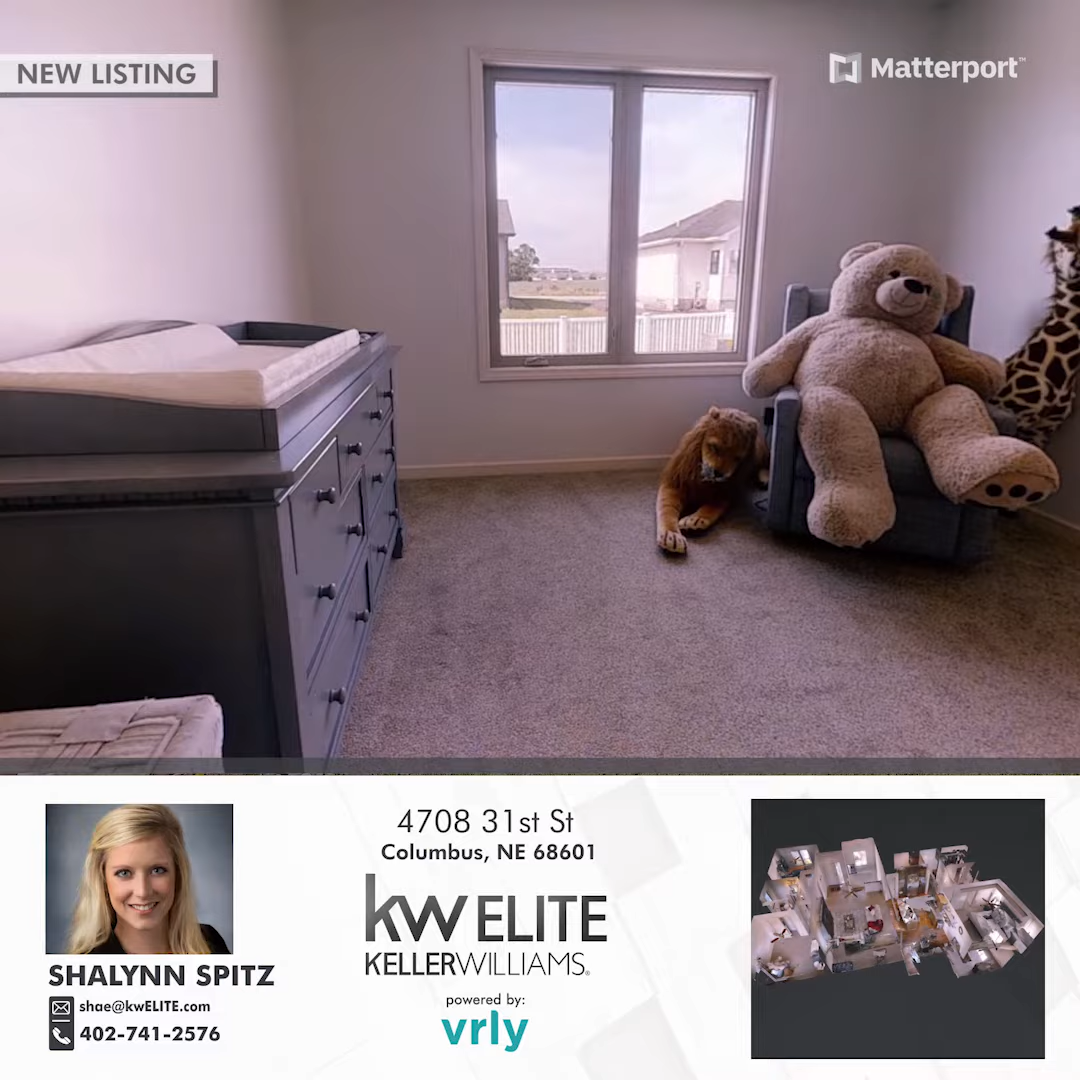 NEW LISTING
Matterport™
4708 31st St
Columbus, NE 68601
kw ELITE
KELLERWILLIAMS®
powered by:
vrly
SHALYNN SPITZ
shae@kwELITE.com
402-741-2576